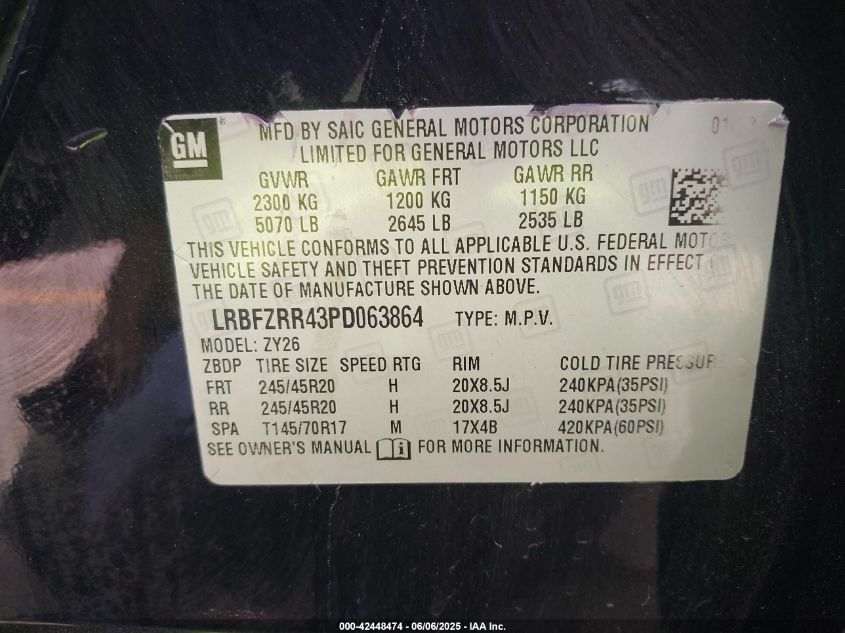 GM ®
MFD BY SAIC GENERAL MOTORS CORPORATION
LIMITED FOR GENERAL MOTORS LLC
GVWR GAWR FRT GAWR RR
2300 KG 1200 KG 1150 KG
5070 LB 2645 LB 2535 LB
THIS VEHICLE CONFORMS TO ALL APPLICABLE U.S. FEDERAL MOTOR
VEHICLE SAFETY AND THEFT PREVENTION STANDARDS IN EFFECT
THE DATE OF MANUFACTURE SHOWN ABOVE.
LRBFZRR43PD063864 TYPE: M.P.V.
MODEL: ZY26
ZBDP TIRE SIZE SPEED RTG RIM COLD TIRE PRESSURE
FRT 245/45R20 H 20X8.5J 240KPA(35PSI)
RR 245/45R20 H 20X8.5J 240KPA(35PSI)
SPA T145/70R17 M 17X4B 420KPA(60PSI)
SEE OWNER'S MANUAL FOR MORE INFORMATION.
000-42448474 - 06/06/2025 - IAA Inc.